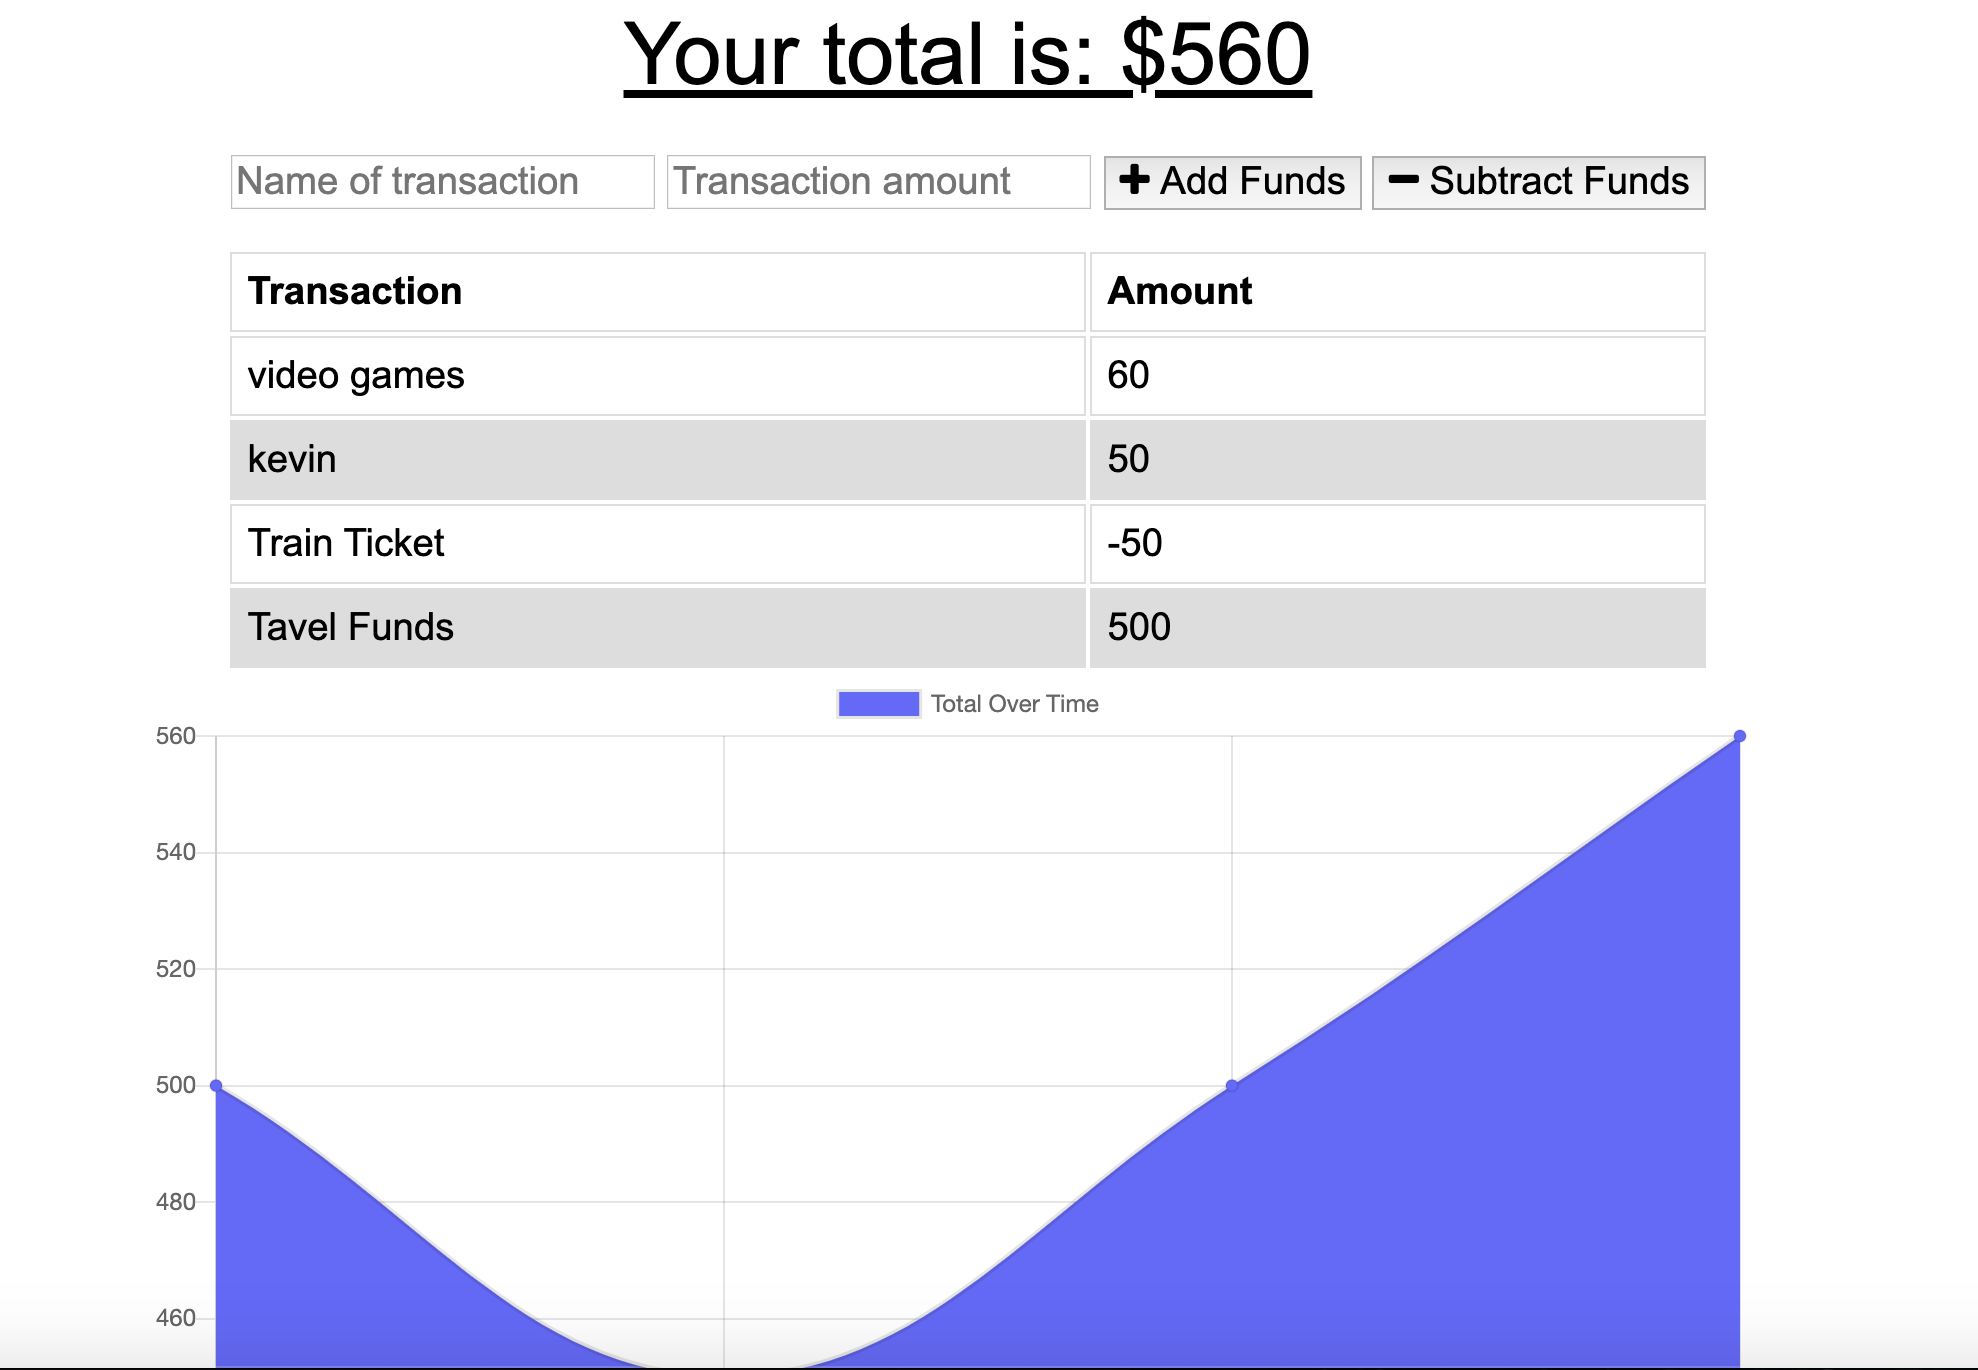 Your total is: $560
Name of transaction Transaction amount + Add Funds − Subtract Funds
Transaction Amount
video games 60
kevin 50
Train Ticket -50
Tavel Funds 500
Total Over Time
560
540
520
500
480
460